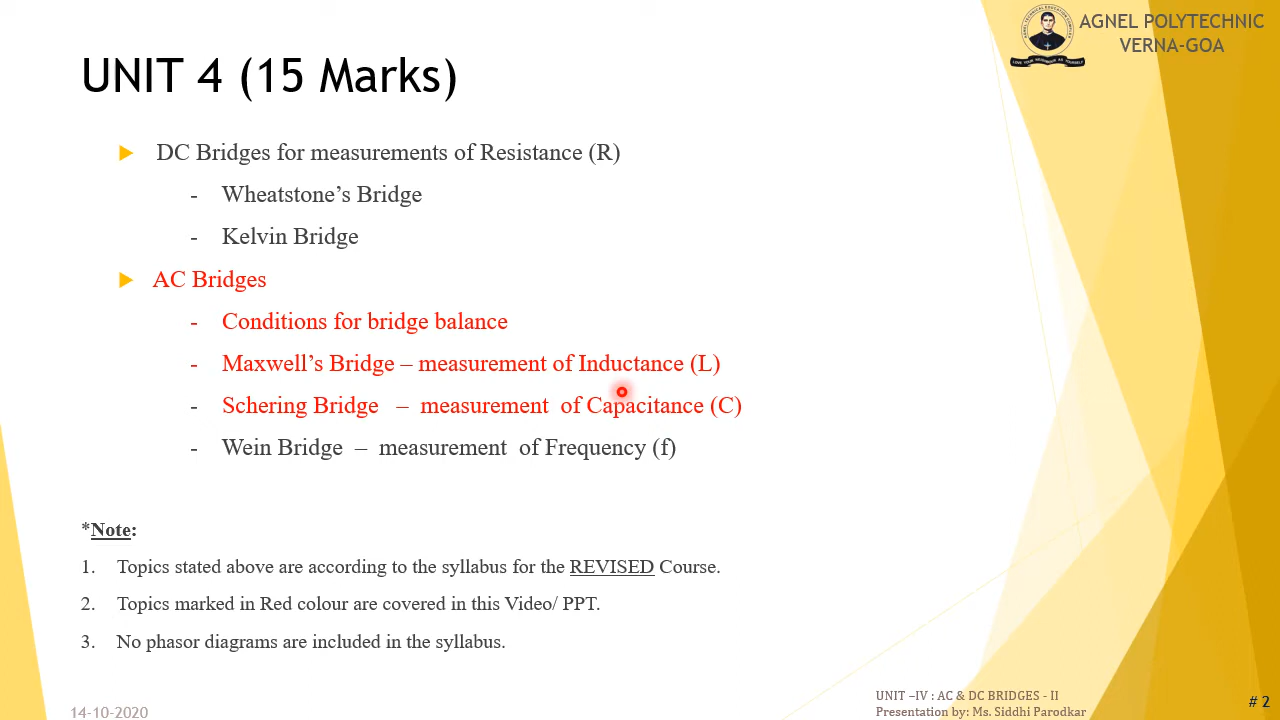 AGNEL POLYTECHNIC
VERNA-GOA
UNIT 4 (15 Marks)
DC Bridges for measurements of Resistance (R)
- Wheatstone’s Bridge
- Kelvin Bridge
AC Bridges
- Conditions for bridge balance
- Maxwell’s Bridge – measurement of Inductance (L)
- Schering Bridge – measurement of Capacitance (C)
- Wein Bridge – measurement of Frequency (f)
*Note:
1. Topics stated above are according to the syllabus for the REVISED Course.
2. Topics marked in Red colour are covered in this Video/ PPT.
3. No phasor diagrams are included in the syllabus.
14-10-2020
UNIT –IV : AC & DC BRIDGES - II
Presentation by: Ms. Siddhi Parodkar
# 2